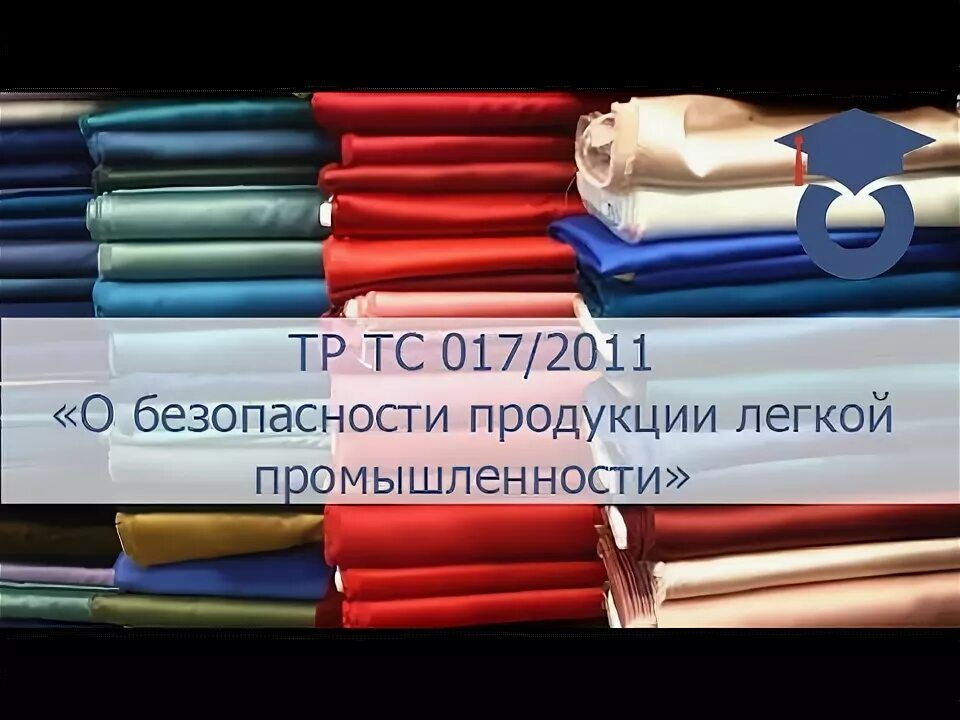 ТР ТС 017/2011
«О безопасности продукции легкой
промышленности»